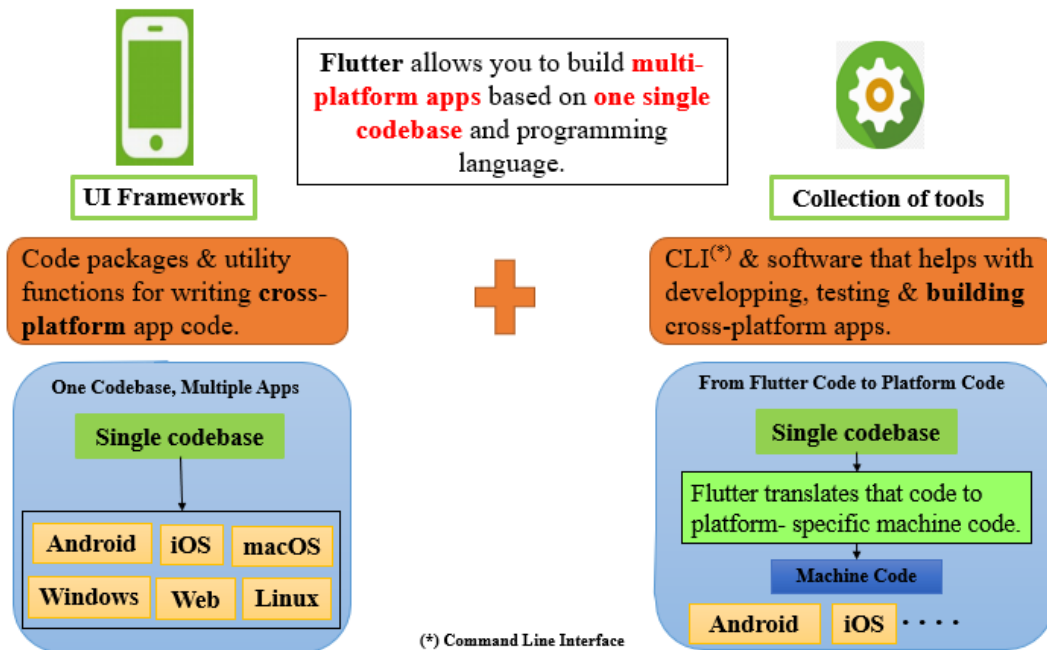 Flutter allows you to build multi-
platform apps based on one single
codebase and programming
language.
UI Framework
Collection of tools
Code packages & utility
functions for writing cross-
platform app code.
CLI(*) & software that helps with
developping, testing & building
cross-platform apps.
One Codebase, Multiple Apps
Single codebase
Android iOS macOS
Windows Web Linux
From Flutter Code to Platform Code
Single codebase
Flutter translates that code to
platform- specific machine code.
Machine Code
Android iOS . . . .
(*) Command Line Interface